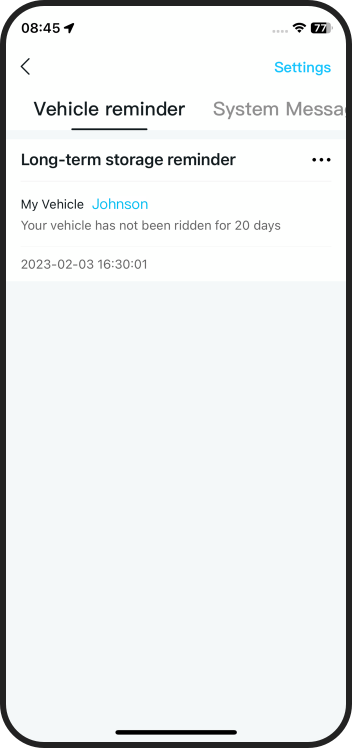 08:45
77
Settings
Vehicle reminder
System Messa
Long-term storage reminder
My Vehicle Johnson
Your vehicle has not been ridden for 20 days
2023-02-03 16:30:01